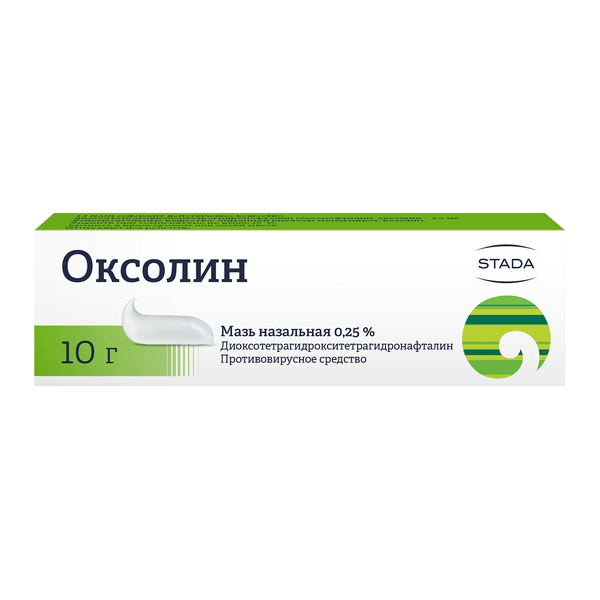 Оксолин
STADA
10 г
Мазь назальная 0,25 %
Диоксотетрагидрокситетрагидронафталин
Противовирусное средство